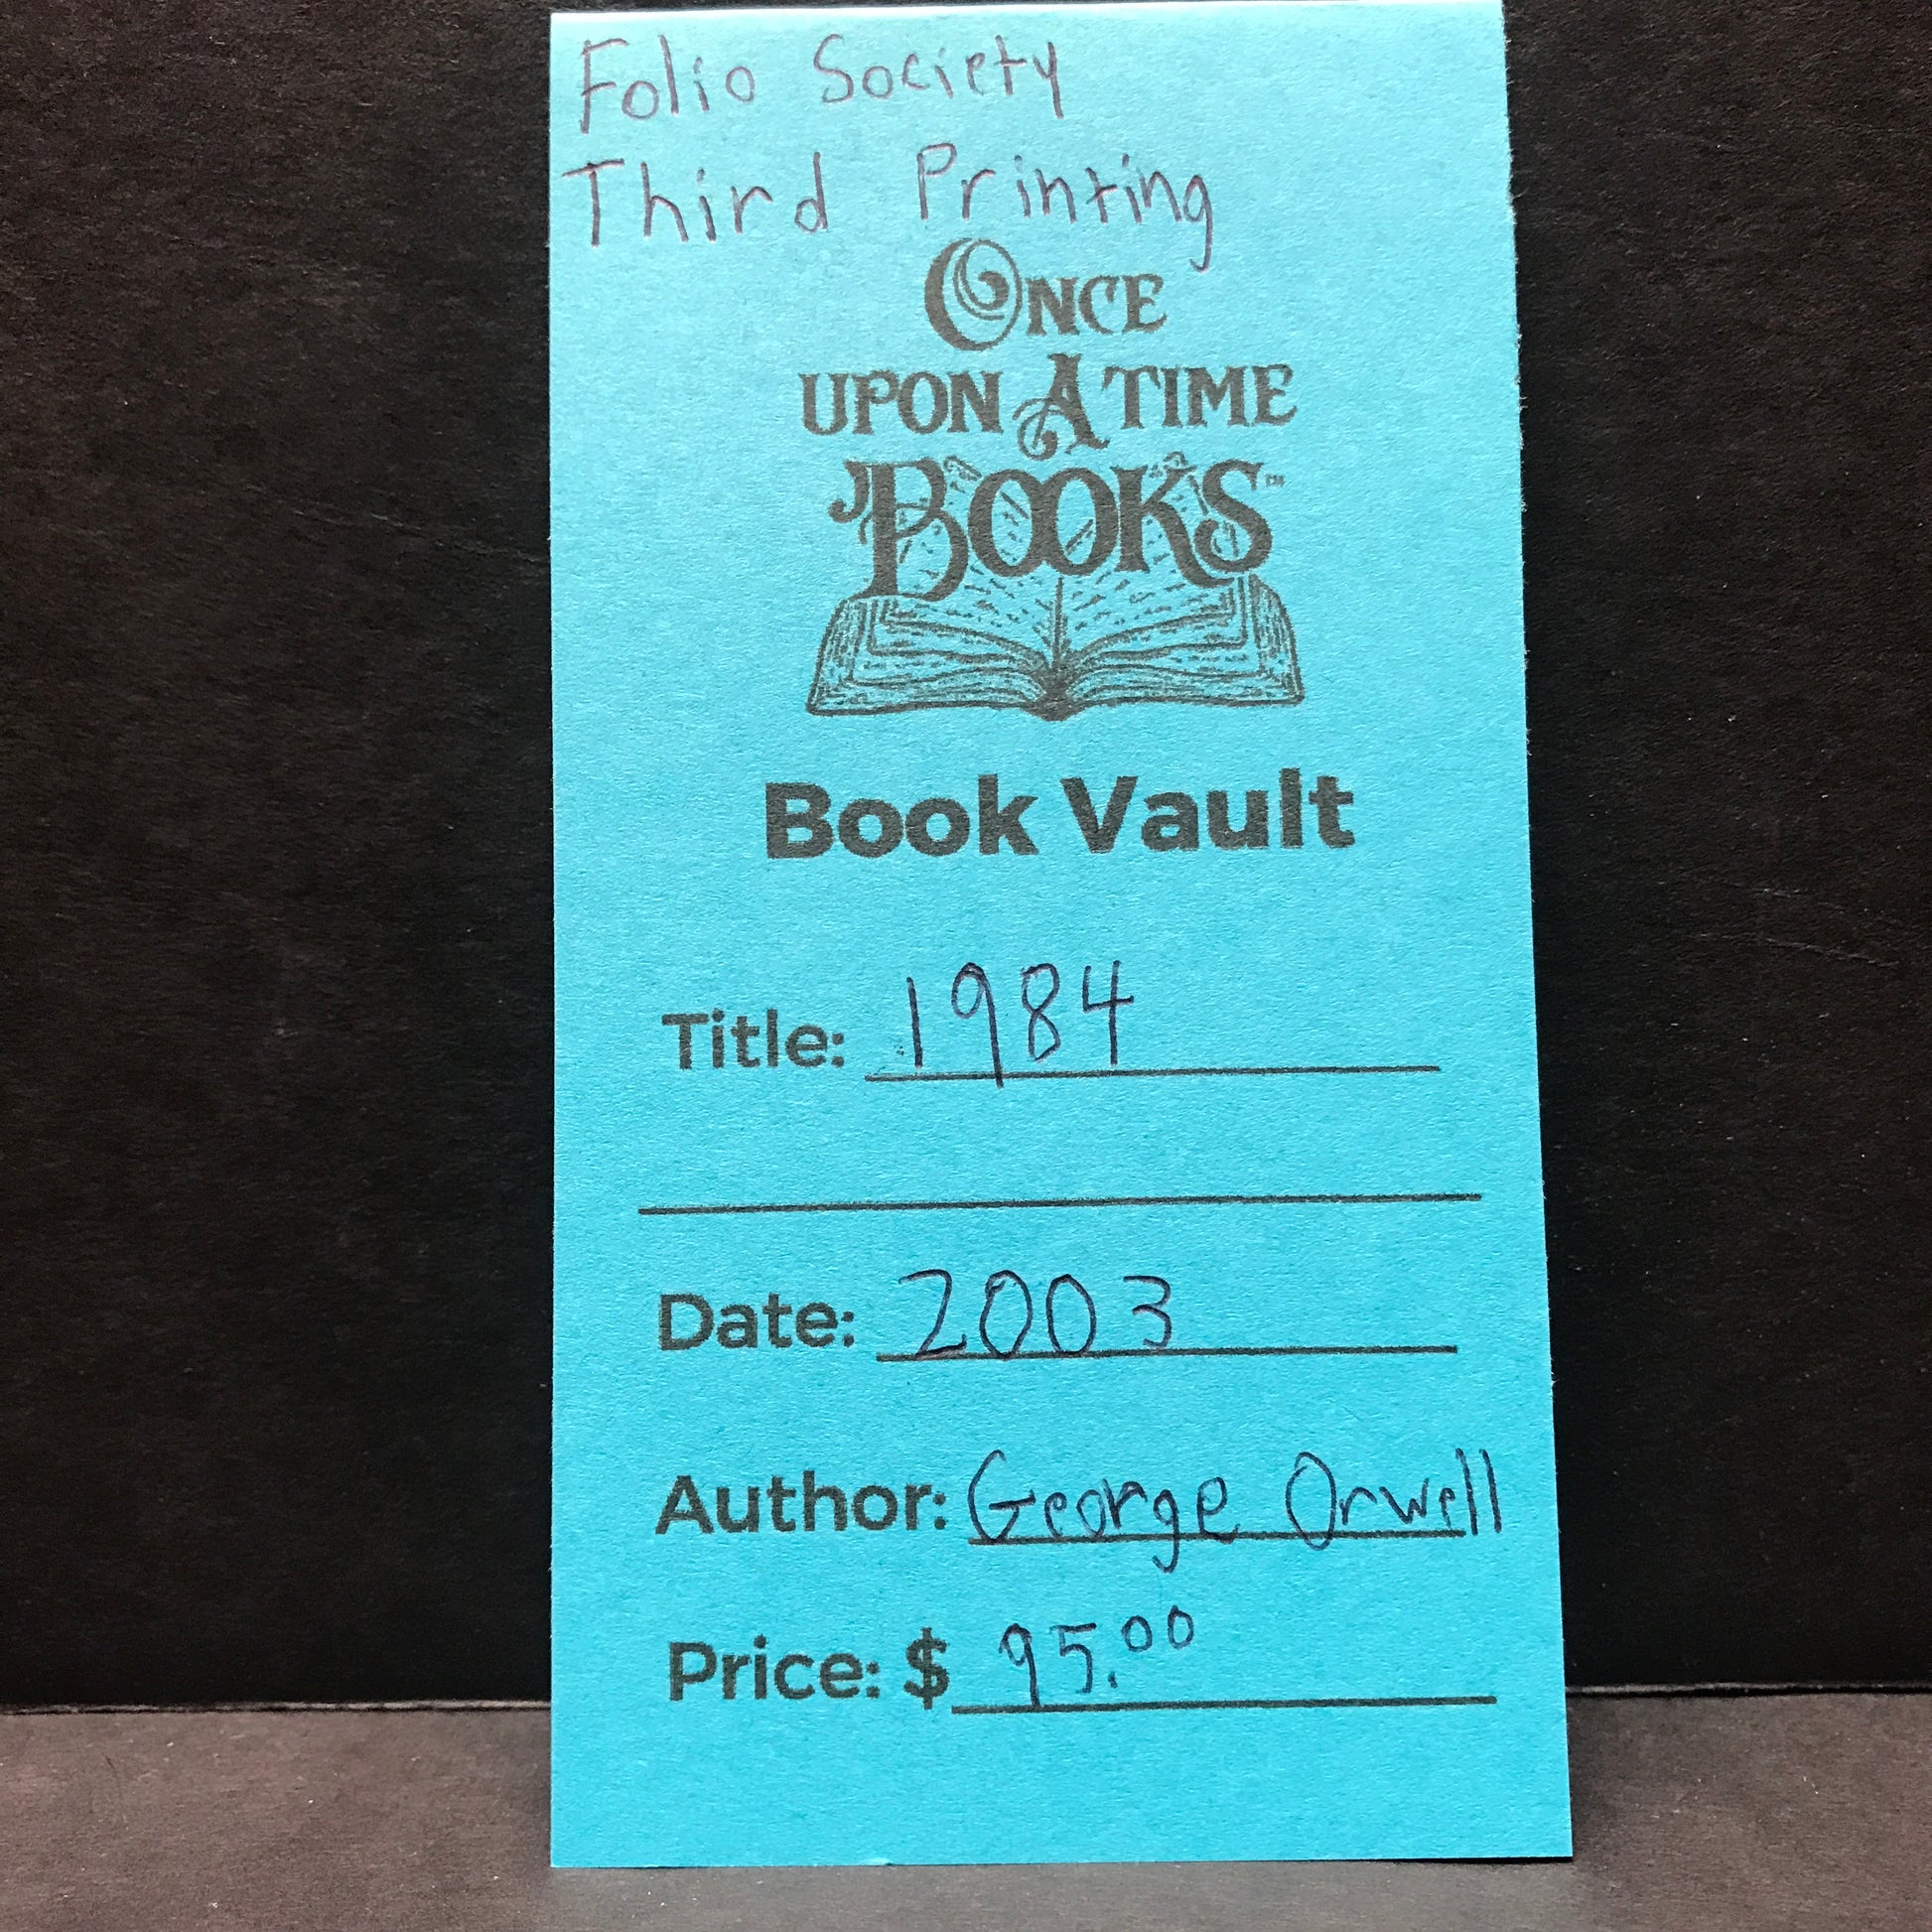 Folio Society
Third Printing
ONCE
UPON A TIME
BOOKS™
Book Vault
Title: 1984
Date: 2003
Author: George Orwell
Price: $ 95.00